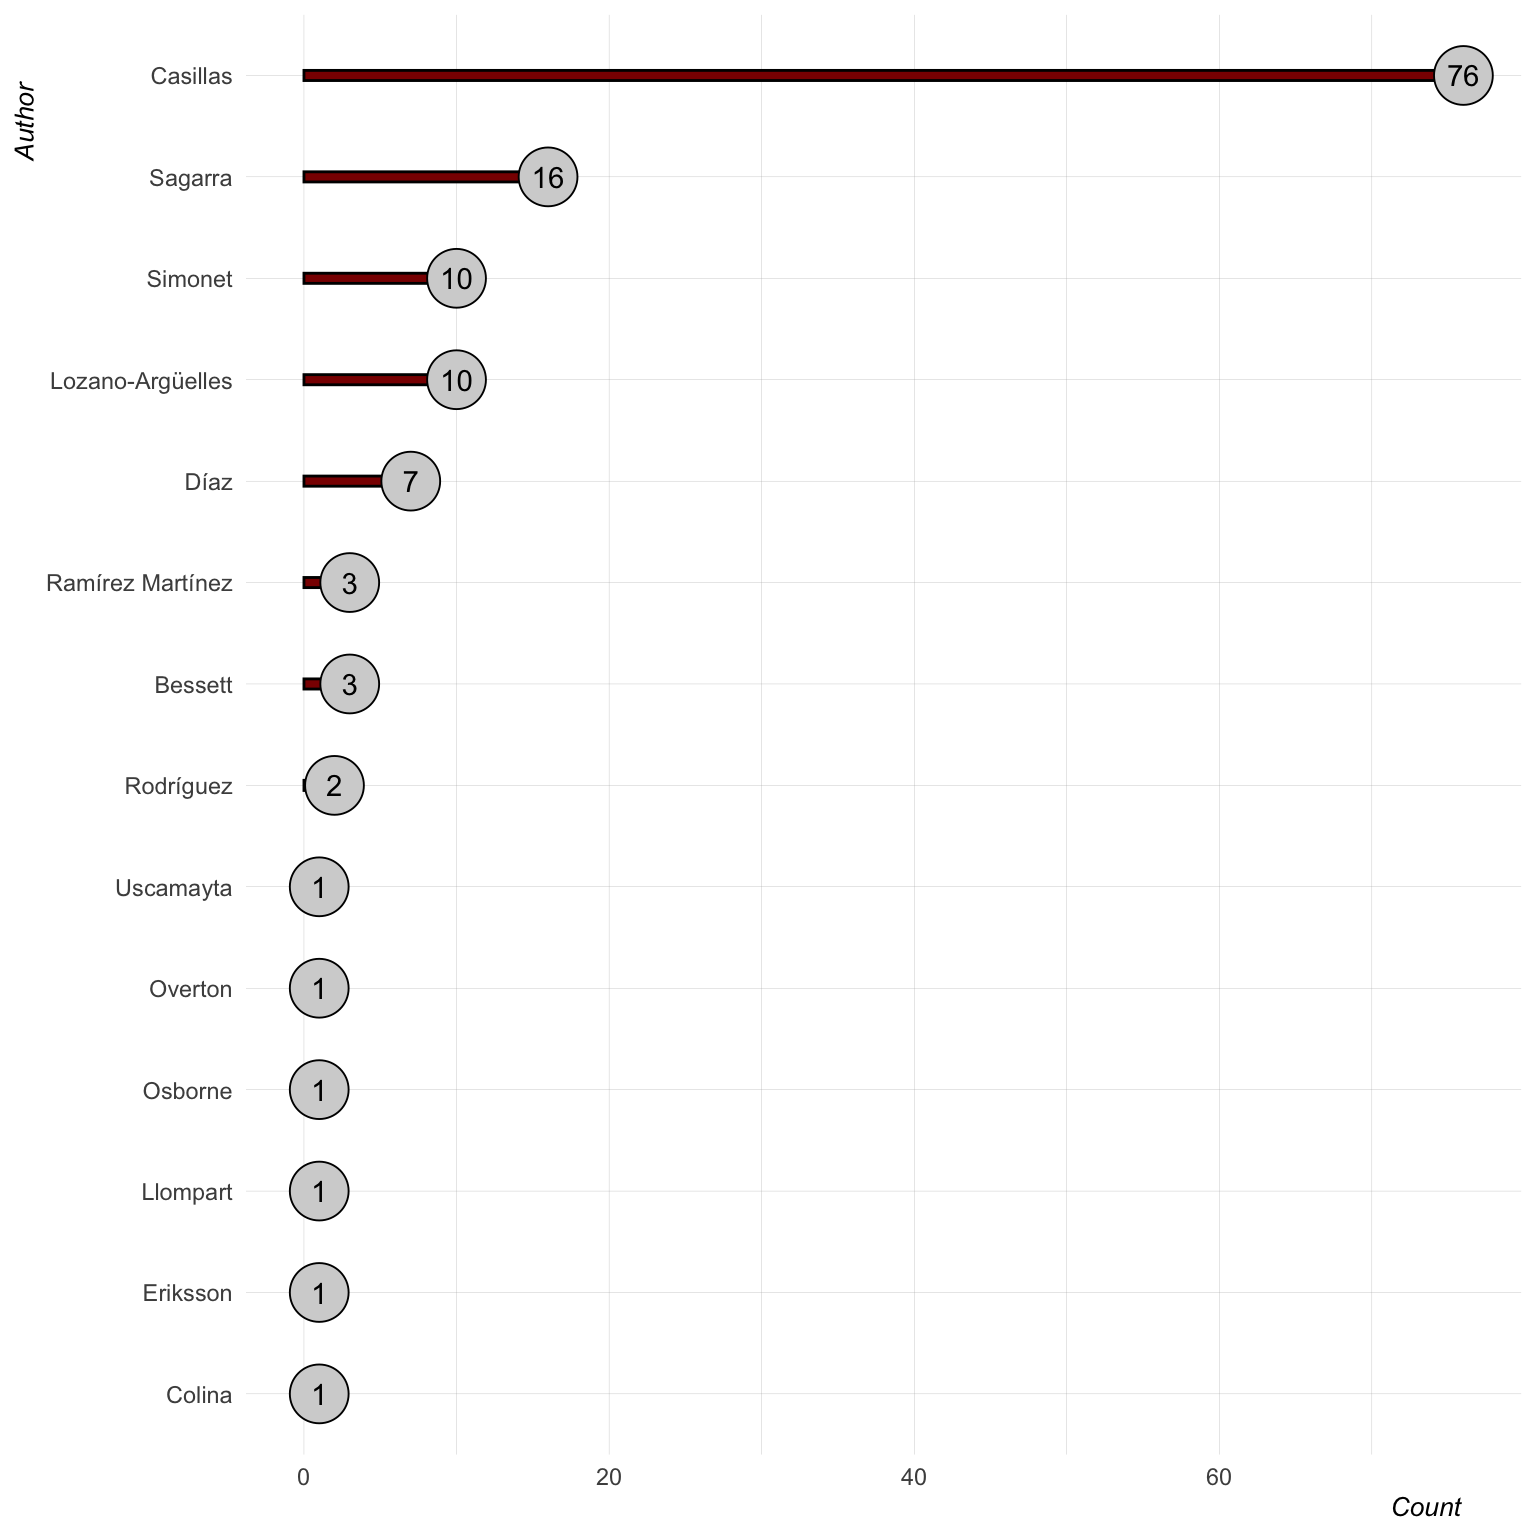 Author
Casillas 76
Sagarra 16
Simonet 10
Lozano-Argüelles 10
Díaz 7
Ramírez Martínez 3
Bessett 3
Rodríguez 2
Uscamayta 1
Overton 1
Osborne 1
Llompart 1
Eriksson 1
Colina 1
0 20 40 60
Count